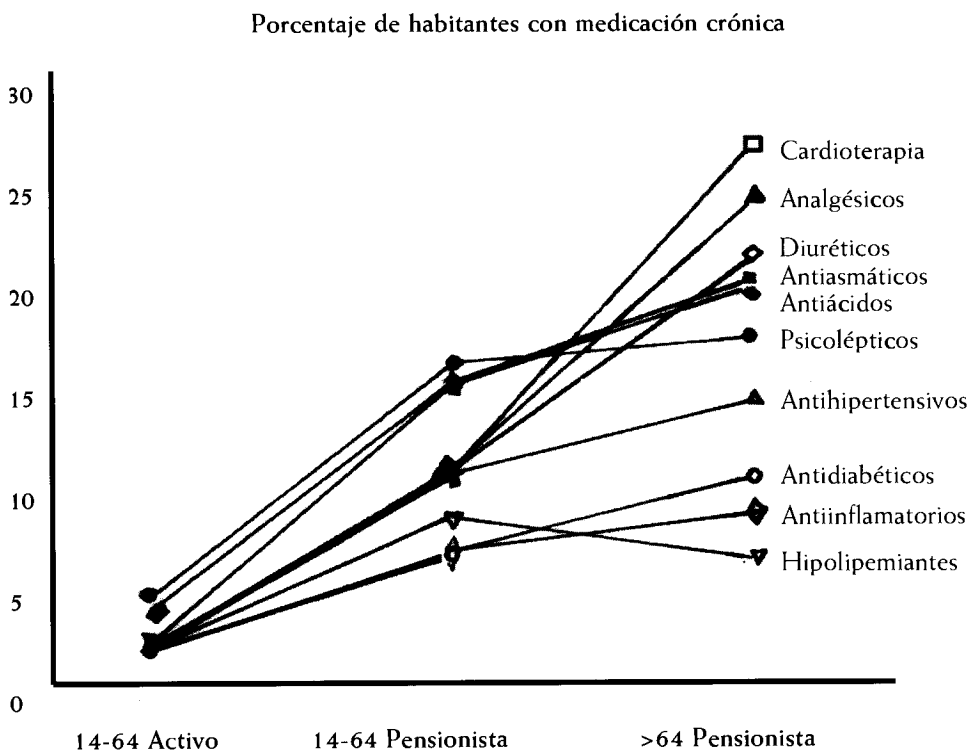 Porcentaje de habitantes con medicación crónica
30
25
20
15
10
5
0
Cardioterapia
Analgésicos
Diuréticos
Antiasmáticos
Antiácidos
Psicolépticos
Antihipertensivos
Antidiabéticos
Antiinflamatorios
Hipolipemiantes
14-64 Activo 14-64 Pensionista >64 Pensionista